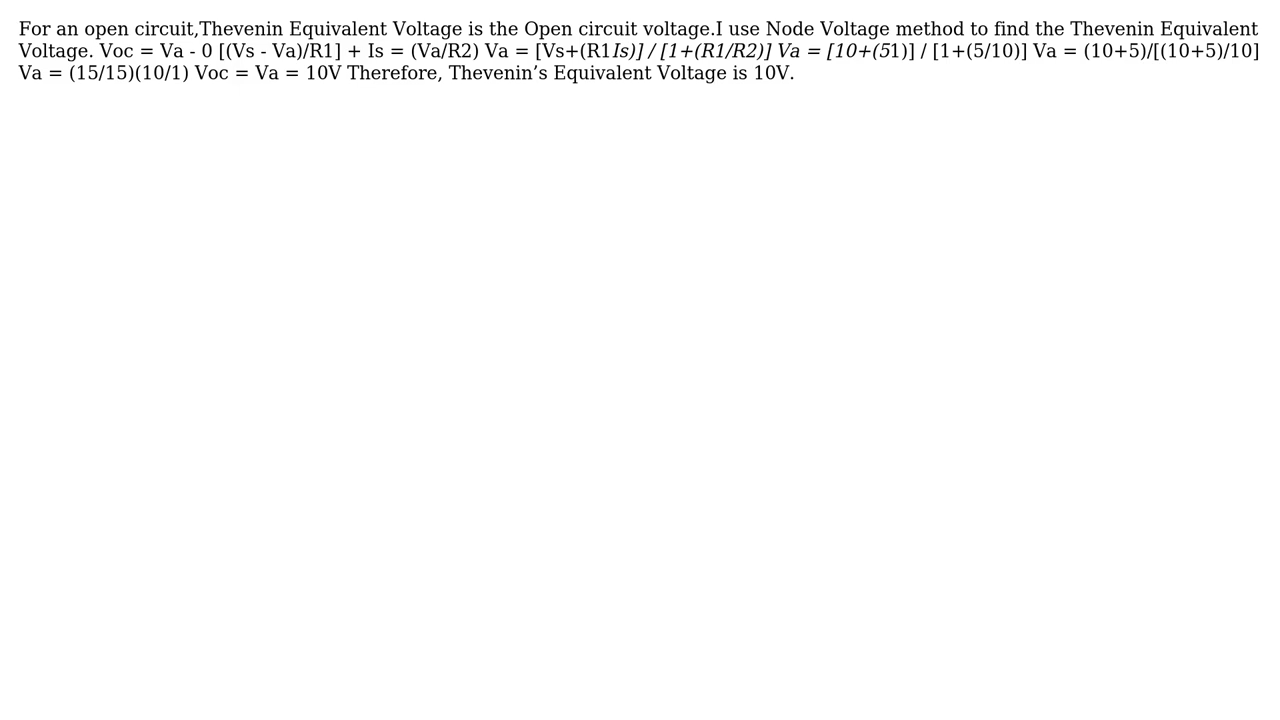 For an open circuit,Thevenin Equivalent Voltage is the Open circuit voltage.I use Node Voltage method to find the Thevenin Equivalent
Voltage. Voc = Va - 0 [(Vs - Va)/R1] + Is = (Va/R2) Va = [Vs+(R1Is)] / [1+(R1/R2)] Va = [10+(51)] / [1+(5/10)] Va = (10+5)/[(10+5)/10]
Va = (15/15)(10/1) Voc = Va = 10V Therefore, Thevenin’s Equivalent Voltage is 10V.